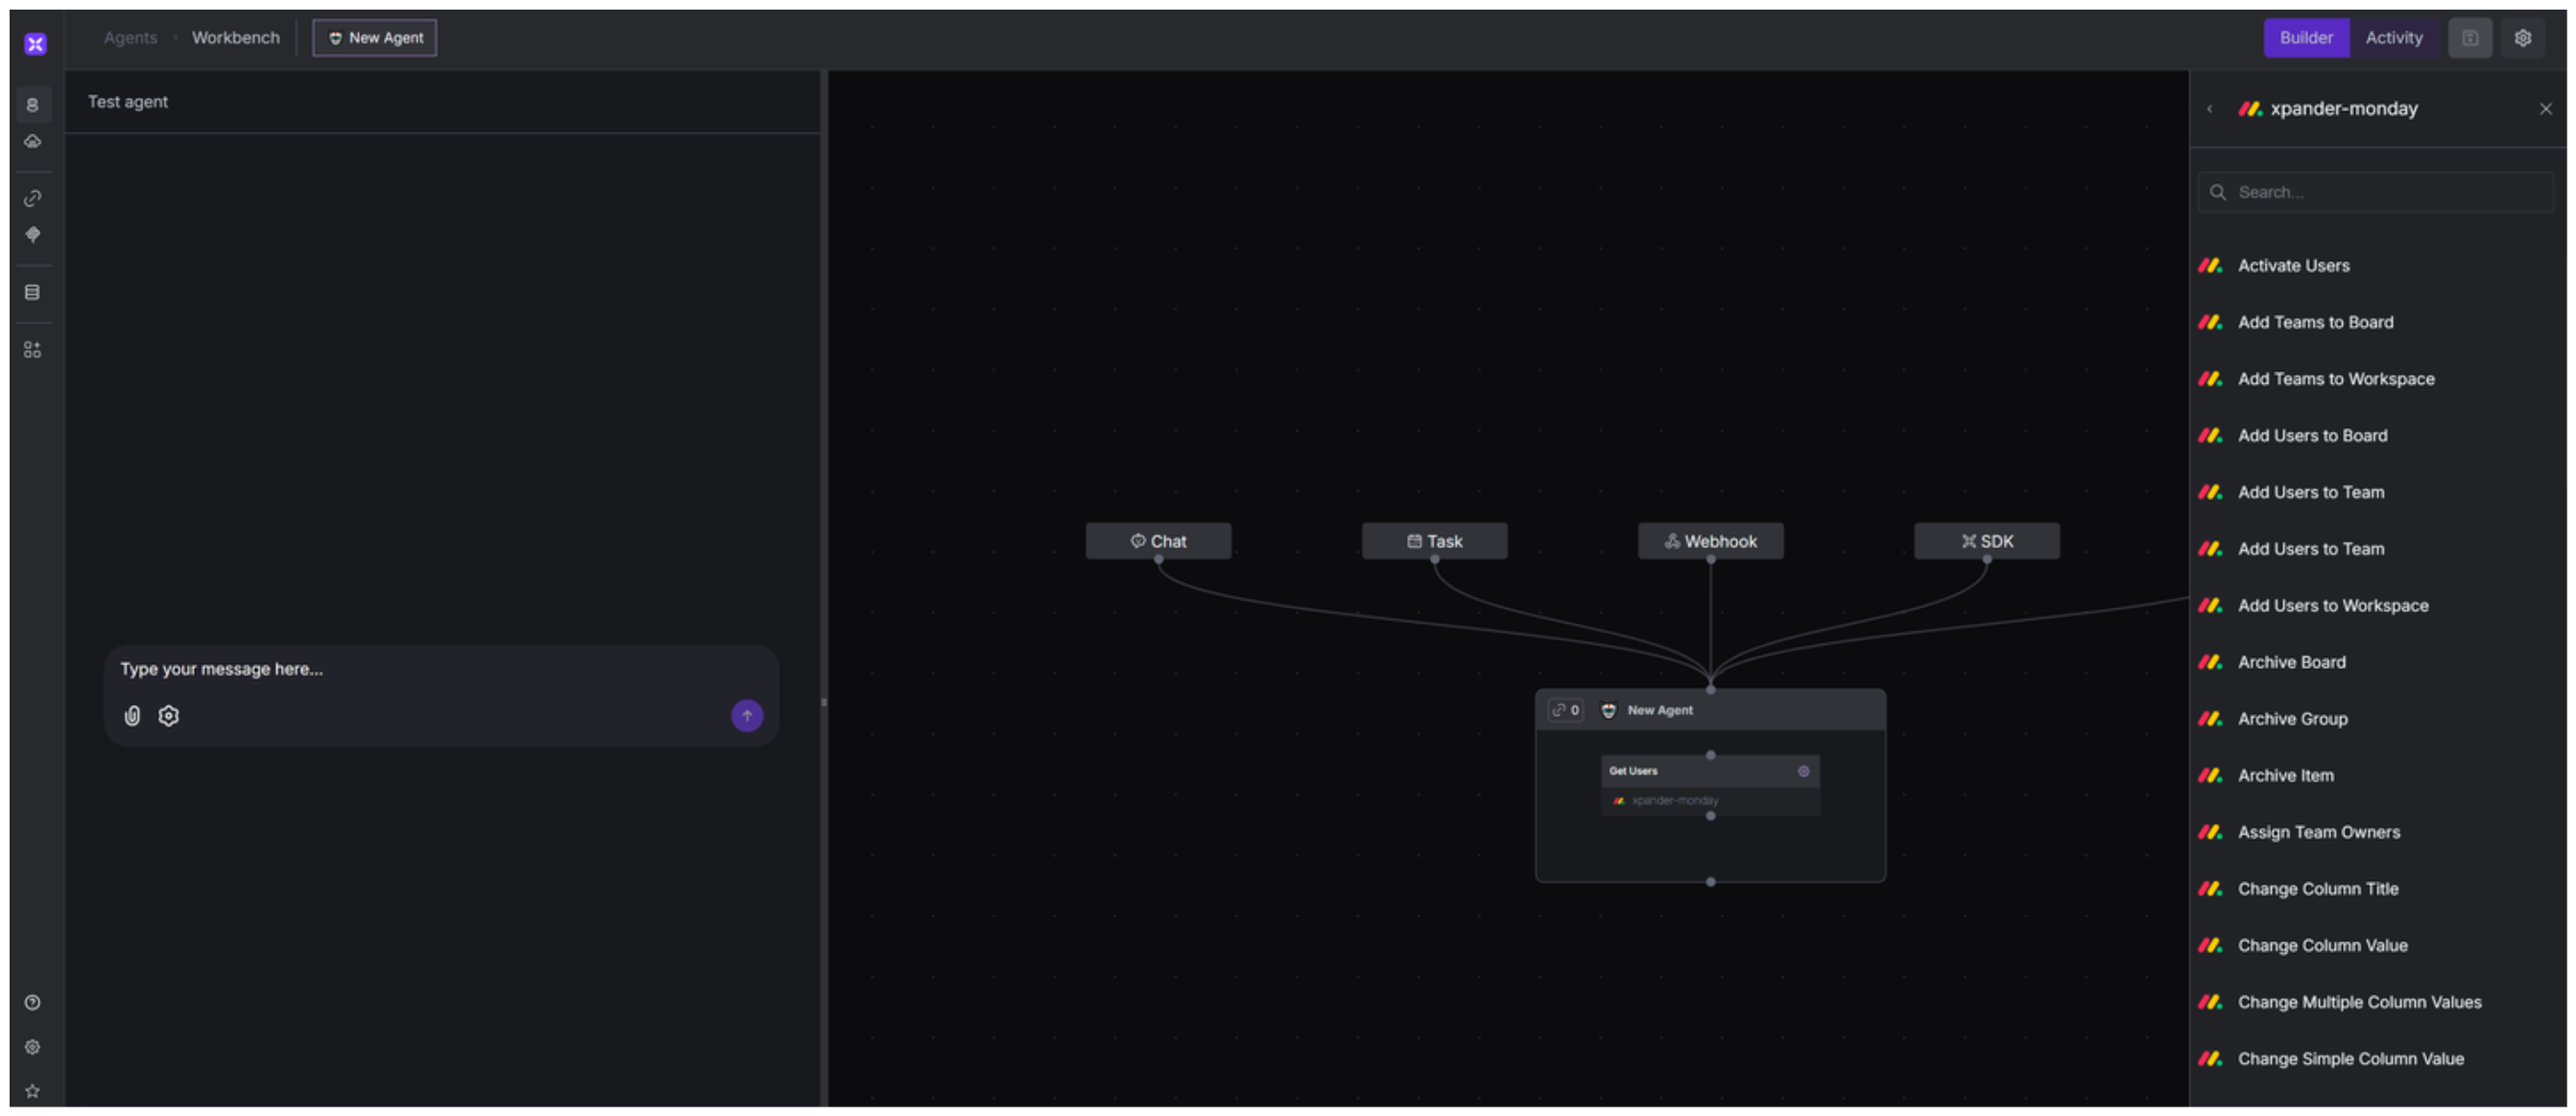 Agents › Workbench New Agent Builder Activity
Test agent
Type your message here...
Chat
Task
Webhook
SDK
0 New Agent
Get Users
xpander-monday
xpander-monday
Search...
Activate Users
Add Teams to Board
Add Teams to Workspace
Add Users to Board
Add Users to Team
Add Users to Team
Add Users to Workspace
Archive Board
Archive Group
Archive Item
Assign Team Owners
Change Column Title
Change Column Value
Change Multiple Column Values
Change Simple Column Value